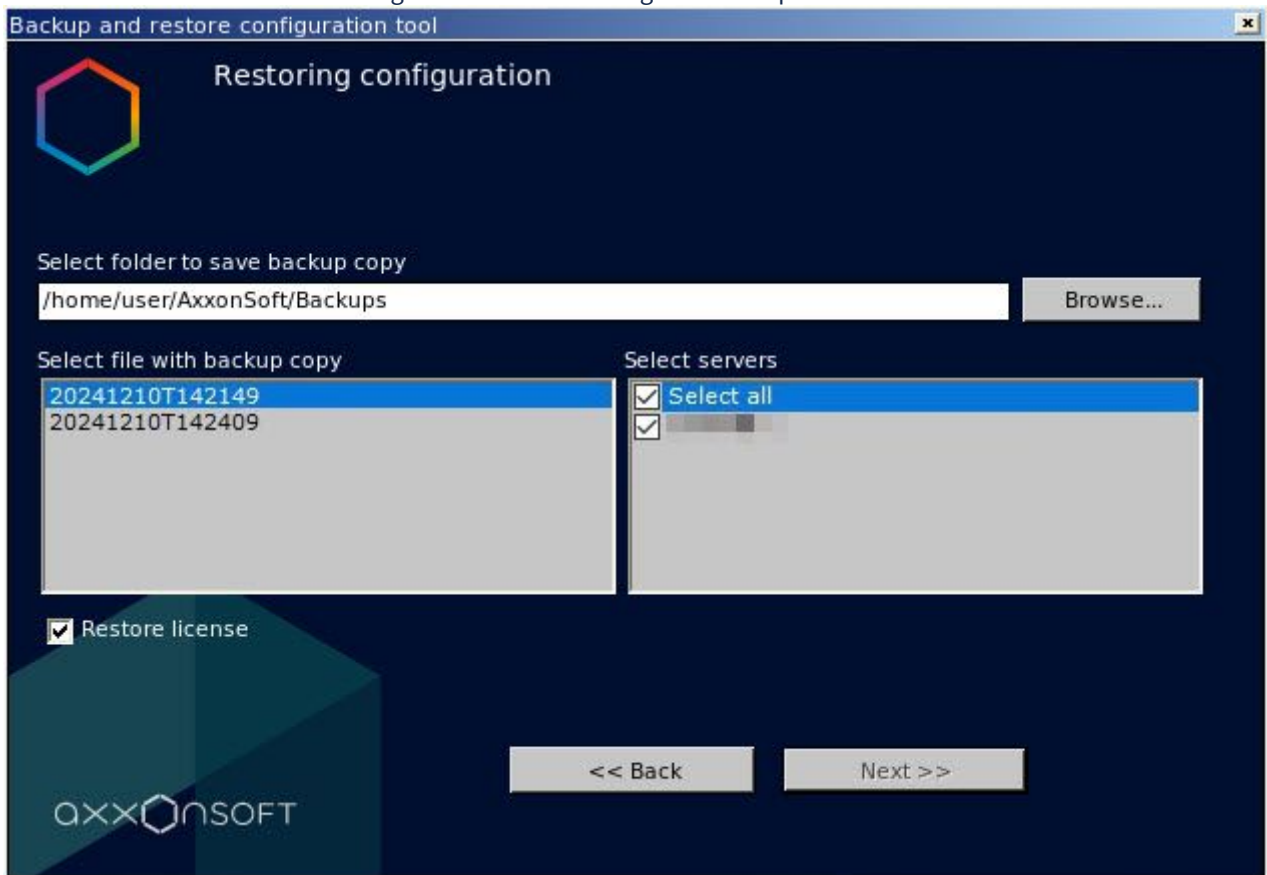 Backup and restore configuration tool
Restoring configuration
Select folder to save backup copy
/home/user/AxxonSoft/Backups
Browse...
Select file with backup copy
Select servers
20241210T142149
20241210T142409
Select all
Restore license
<< Back
Next >>
axxonsoft